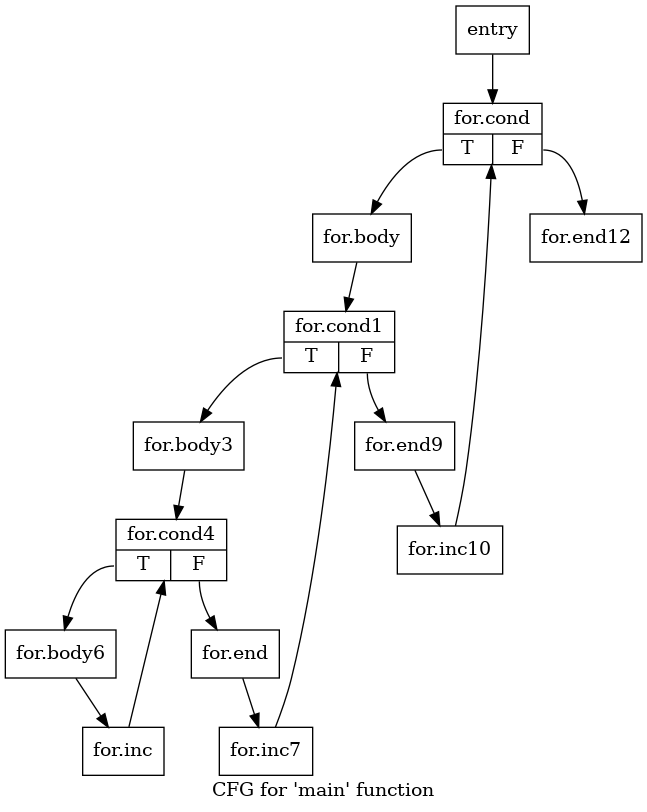 entry
for.cond
T F
for.body
for.end12
for.cond1
T F
for.body3
for.end9
for.cond4
T F
for.inc10
for.body6
for.end
for.inc
for.inc7
CFG for 'main' function